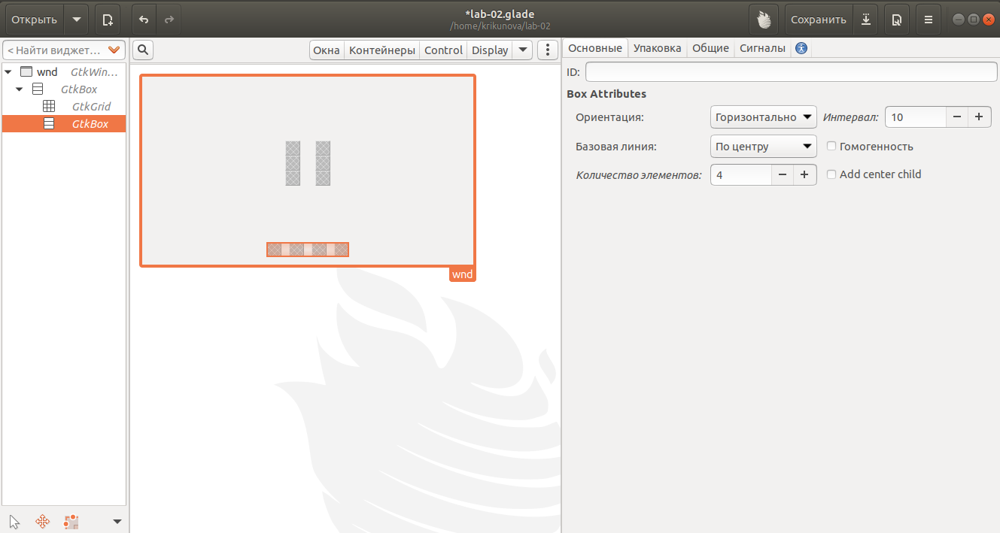 Открыть
*lab-02.glade
/home/krikunova/lab-02
Сохранить
< Найти виджет…
Окна Контейнеры Control Display
Основные Упаковка Общие Сигналы
wnd GtkWin…
GtkBox
GtkGrid
GtkBox
wnd
ID:
Box Attributes
Ориентация: Горизонтально Интервал: 10
Базовая линия: По центру Гомогенность
Количество элементов: 4 Add center child